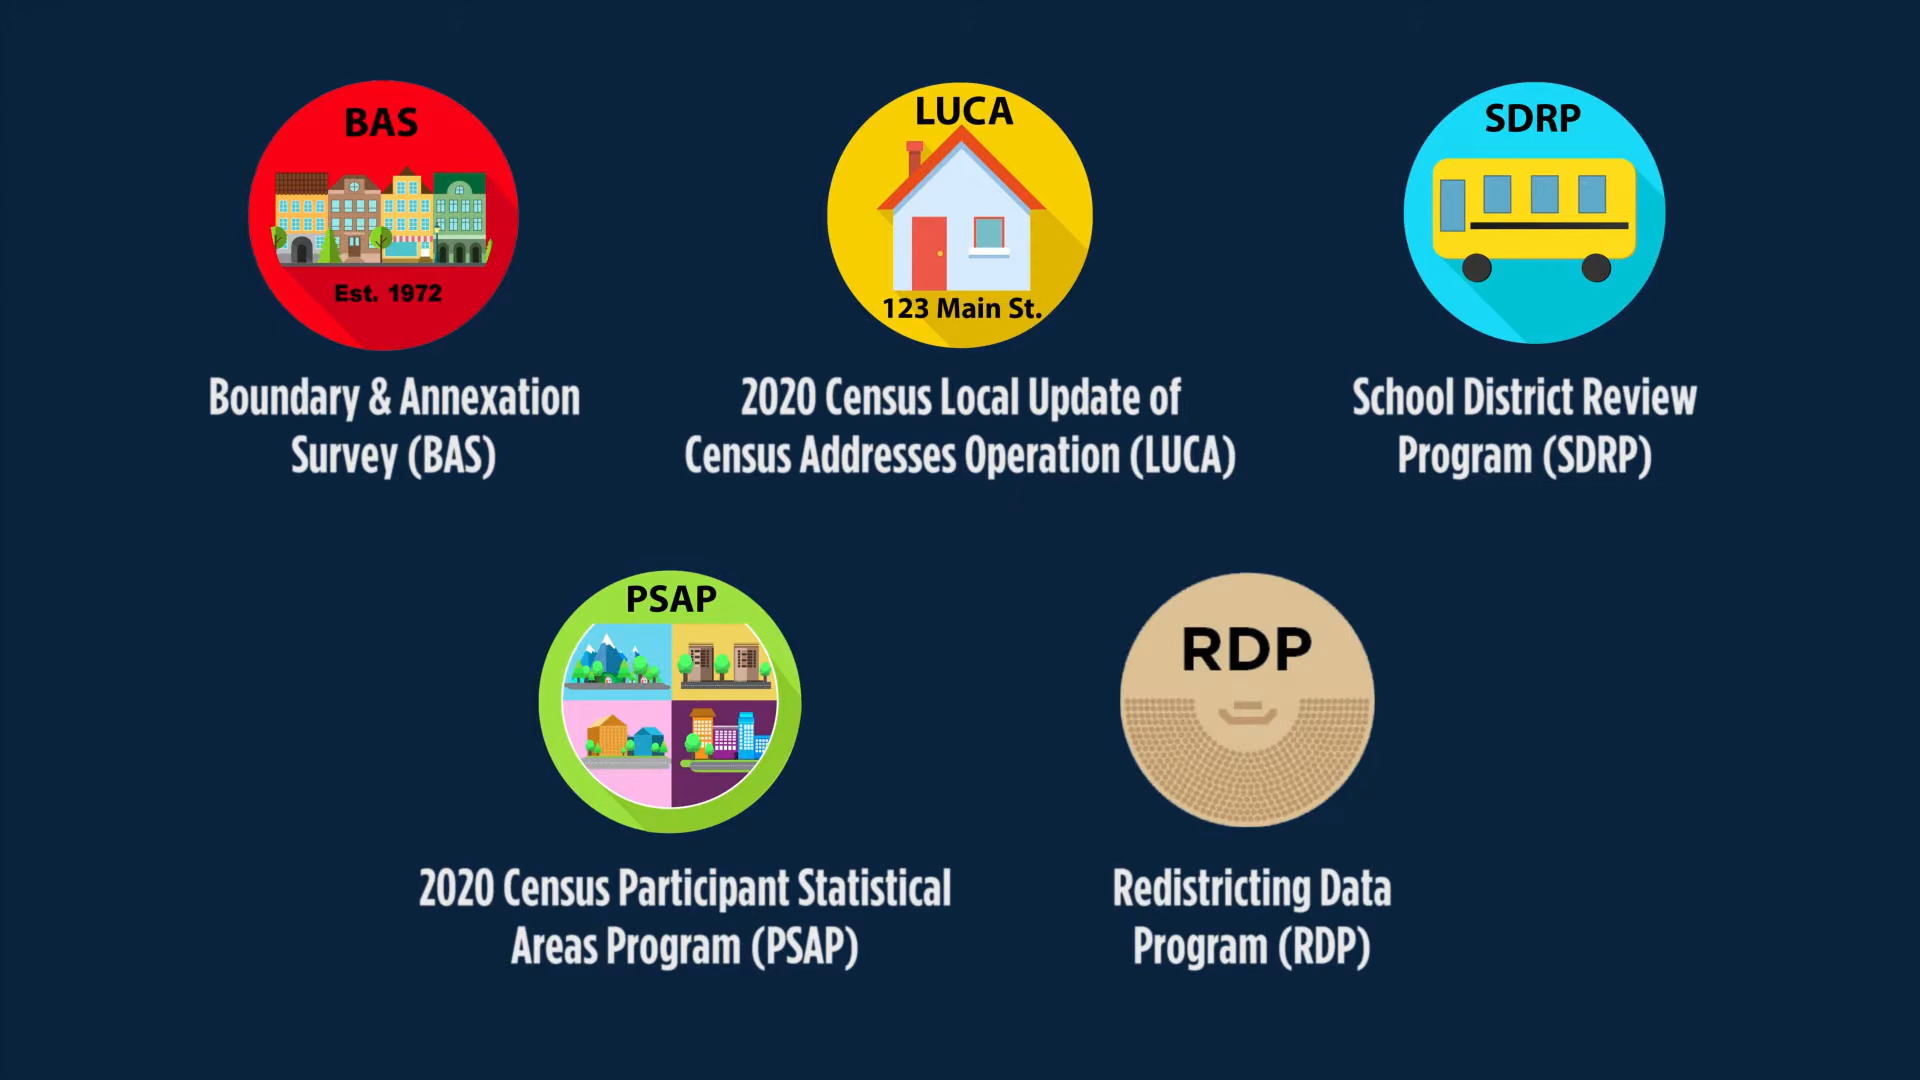 BAS
Est. 1972
Boundary & Annexation
Survey (BAS)
LUCA
123 Main St.
2020 Census Local Update of
Census Addresses Operation (LUCA)
SDRP
School District Review
Program (SDRP)
PSAP
2020 Census Participant Statistical
Areas Program (PSAP)
RDP
Redistricting Data
Program (RDP)